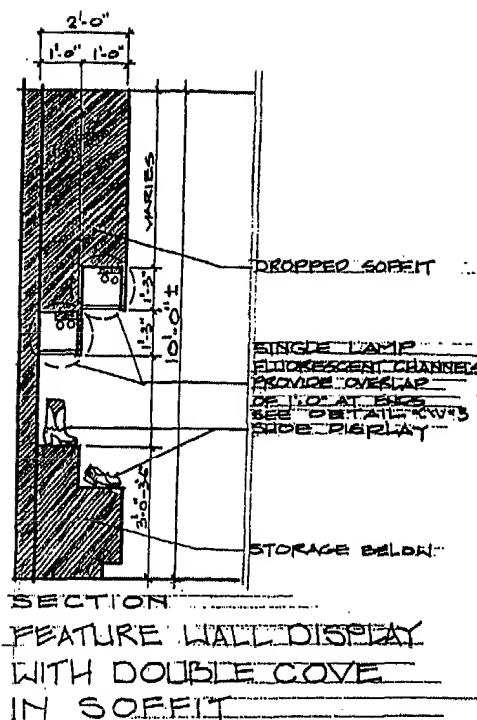 2'-0"
1'-0" 1'-0"
VARIES
1'-3"
1'-3"
10'-0" ±
3'-0"-3'-6"
DROPPED SOFFIT
SINGLE LAMP
FLUORESCENT CHANNELS
PROVIDE OVERLAP
OF 1'-0" AT ENDS
SEE DETAIL
SHOE DISPLAY
STORAGE BELOW
SECTION
FEATURE WALL DISPLAY
WITH DOUBLE COVE
IN SOFFIT